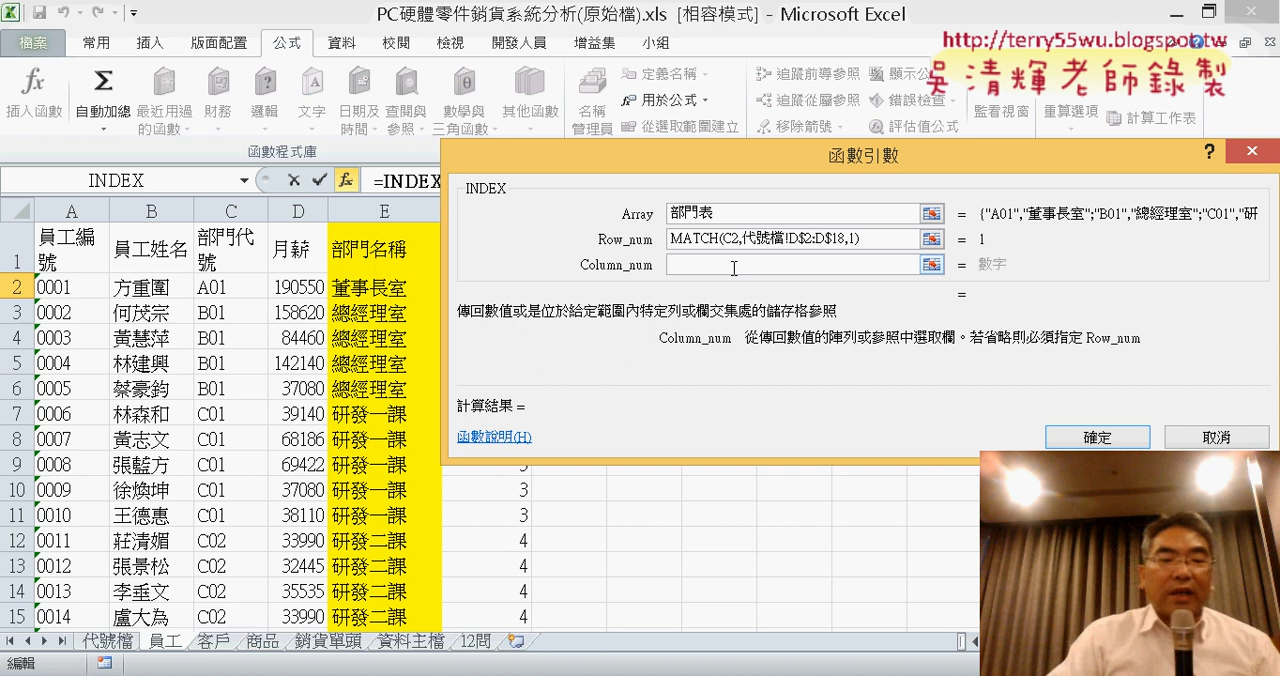 PC硬體零件銷貨系統分析(原始檔).xls [相容模式] - Microsoft Excel
檔案 常用 插入 版面配置 公式 資料 校閱 檢視 開發人員 增益集 小組
http://terry55wu.blogspot.tw
吳清輝老師錄製
插入函數 自動加總 最近用過的函數 財務 邏輯 文字 日期及時間 查閱與參照 數學與三角函數 其他函數 名稱管理員
定義名稱
用於公式
從選取範圍建立
追蹤前導參照
追蹤從屬參照
移除箭號
顯示公
錯誤檢查
評估值公式
監看視窗 重算選項 計算工作表
函數程式庫
INDEX =INDEX
函數引數
INDEX
Array 部門表 = {"A01","董事長室";"B01","總經理室";"C01","研
Row_num MATCH(C2,代號檔!D$2:D$18,1) = 1
Column_num = 數字
=
傳回數值或是位於給定範圍內特定列或欄交集處的儲存格參照
Column_num 從傳回數值的陣列或參照中選取欄。若省略則必須指定 Row_num
計算結果 =
函數說明(H)
確定 取消
A B C D E
1 員工編號 員工姓名 部門代號 月薪 部門名稱
2 0001 方重圍 A01 190550 董事長室
3 0002 何茂宗 B01 158620 總經理室
4 0003 黃慧萍 B01 84460 總經理室
5 0004 林建興 B01 142140 總經理室
6 0005 蔡豪鈞 B01 37080 總經理室
7 0006 林森和 C01 39140 研發一課
8 0007 黃志文 C01 68186 研發一課
9 0008 張藍方 C01 69422 研發一課 3
10 0009 徐煥坤 C01 37080 研發一課 3
11 0010 王德惠 C01 38110 研發一課 3
12 0011 莊清媚 C02 33990 研發二課 4
13 0012 張景松 C02 32445 研發二課 4
14 0013 李垂文 C02 35535 研發二課 4
15 0014 盧大為 C02 33990 研發二課 4
代號檔 員工 客戶 商品 銷貨單頭 資料主檔 12問
編輯